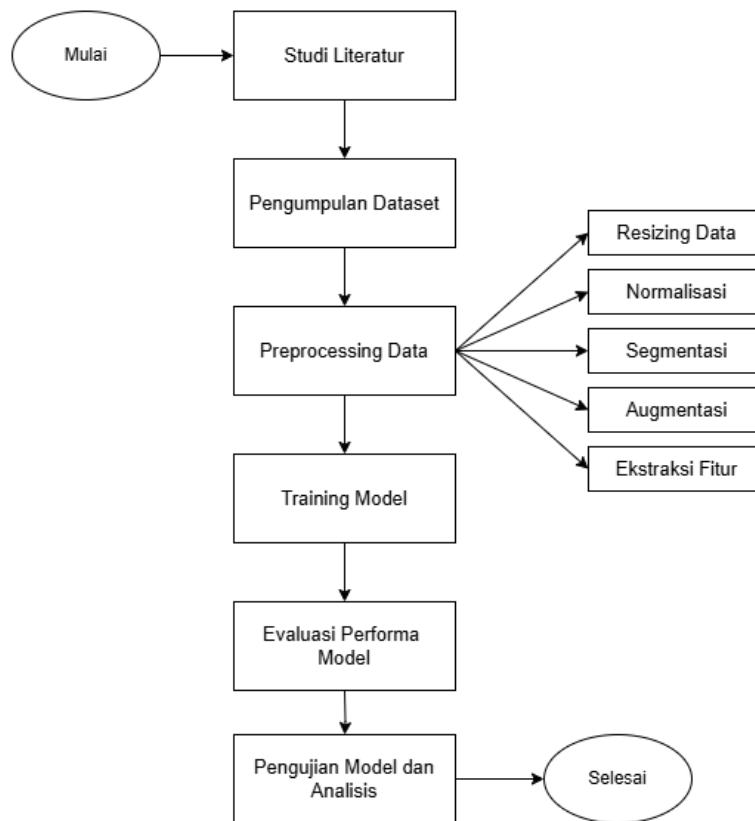 Mulai
Studi Literatur
Pengumpulan Dataset
Preprocessing Data
Resizing Data
Normalisasi
Segmentasi
Augmentasi
Ekstraksi Fitur
Training Model
Evaluasi Performa
Model
Pengujian Model dan
Analisis
Selesai